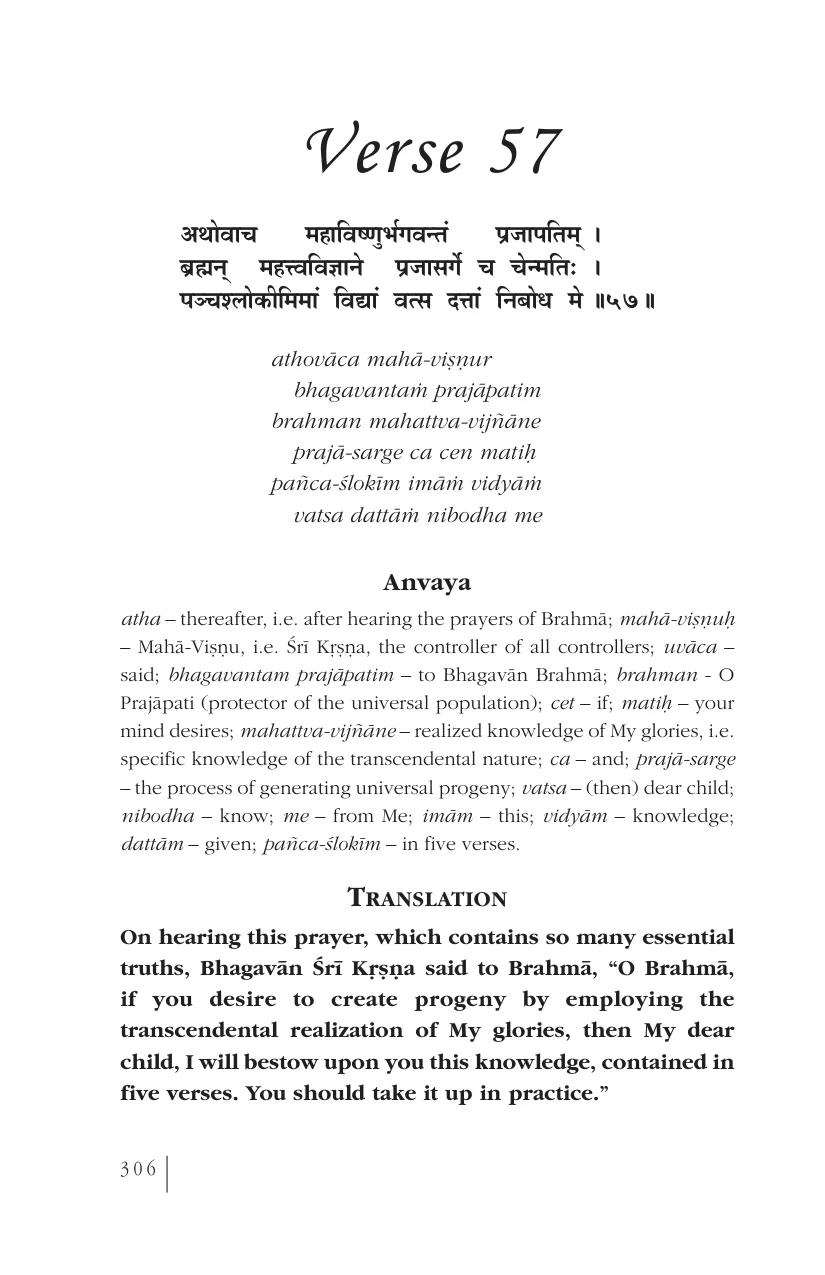 Verse 57
अथोवाच महाविष्णुर्भगवन्तं प्रजापतिम् ।
ब्रह्मन् महत्त्वविज्ञाने प्रजासर्गे च चेन्मतिः ।
पञ्चश्लोकीमिमां विद्यां वत्स दत्तां निबोध मे ॥५७॥
athovāca mahā-viṣṇur
bhagavantaṁ prajāpatim
brahman mahattva-vijñāne
prajā-sarge ca cen matiḥ
pañca-ślokīm imāṁ vidyāṁ
vatsa dattāṁ nibodha me
Anvaya
atha – thereafter, i.e. after hearing the prayers of Brahmā; mahā-viṣṇuḥ
– Mahā-Viṣṇu, i.e. Śrī Kṛṣṇa, the controller of all controllers; uvāca –
said; bhagavantam prajāpatim – to Bhagavān Brahmā; brahman - O
Prajāpati (protector of the universal population); cet – if; matiḥ – your
mind desires; mahattva-vijñāne – realized knowledge of My glories, i.e.
specific knowledge of the transcendental nature; ca – and; prajā-sarge
– the process of generating universal progeny; vatsa – (then) dear child;
nibodha – know; me – from Me; imām – this; vidyām – knowledge;
dattām – given; pañca-ślokīm – in five verses.
TRANSLATION
On hearing this prayer, which contains so many essential
truths, Bhagavān Śrī Kṛṣṇa said to Brahmā, “O Brahmā,
if you desire to create progeny by employing the
transcendental realization of My glories, then My dear
child, I will bestow upon you this knowledge, contained in
five verses. You should take it up in practice.”
306